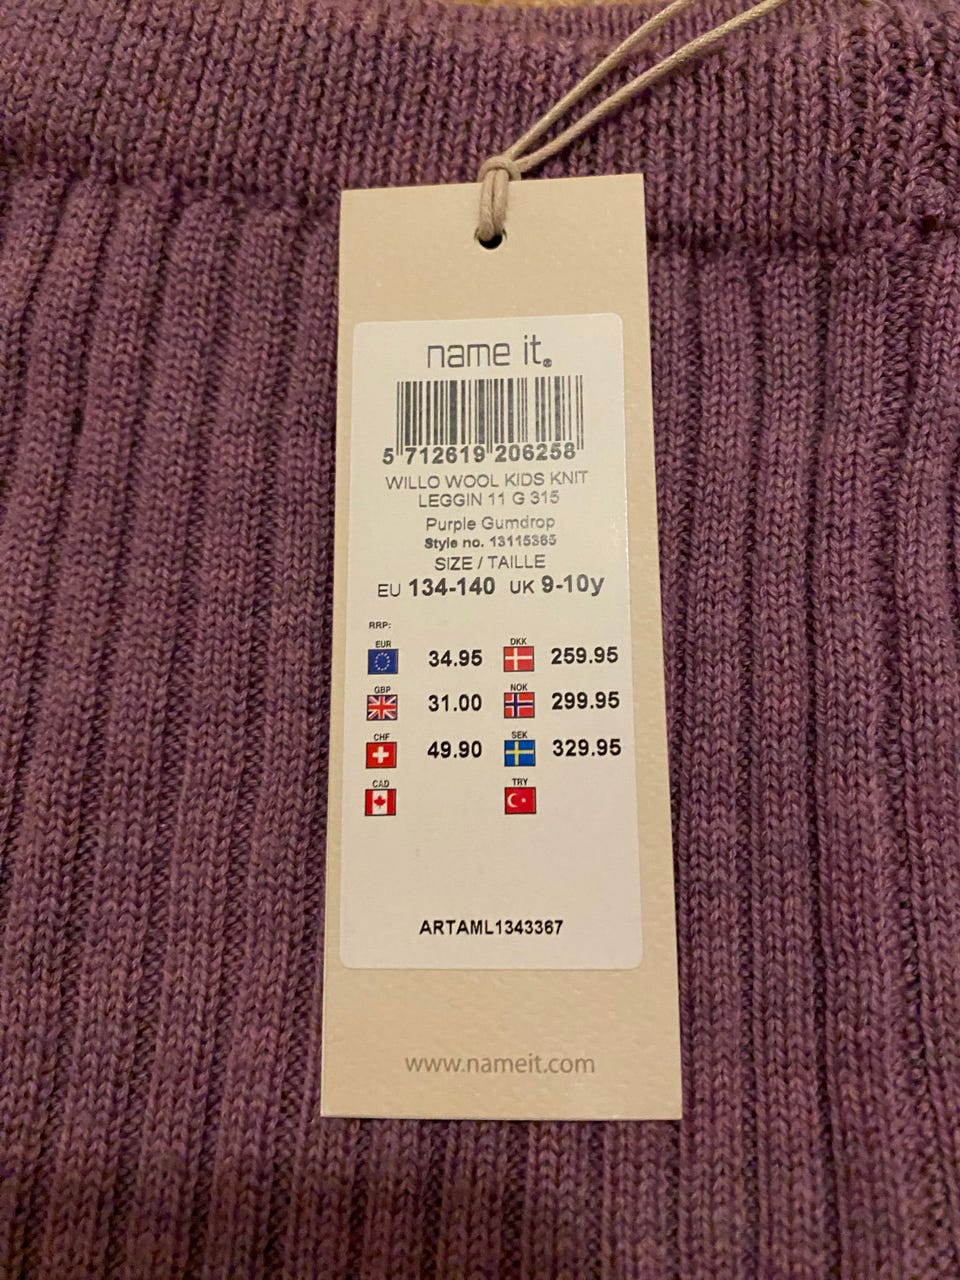 name it.®
5 712619 206258
WILLO WOOL KIDS KNIT
LEGGIN 11 G 315
Purple Gumdrop
Style no. 13115365
SIZE / TAILLE
EU 134-140 UK 9-10y
RRP:
EUR 34.95 DKK 259.95
GBP 31.00 NOK 299.95
CHF 49.90 SEK 329.95
CAD TRY
ARTAML1343367
www.nameit.com